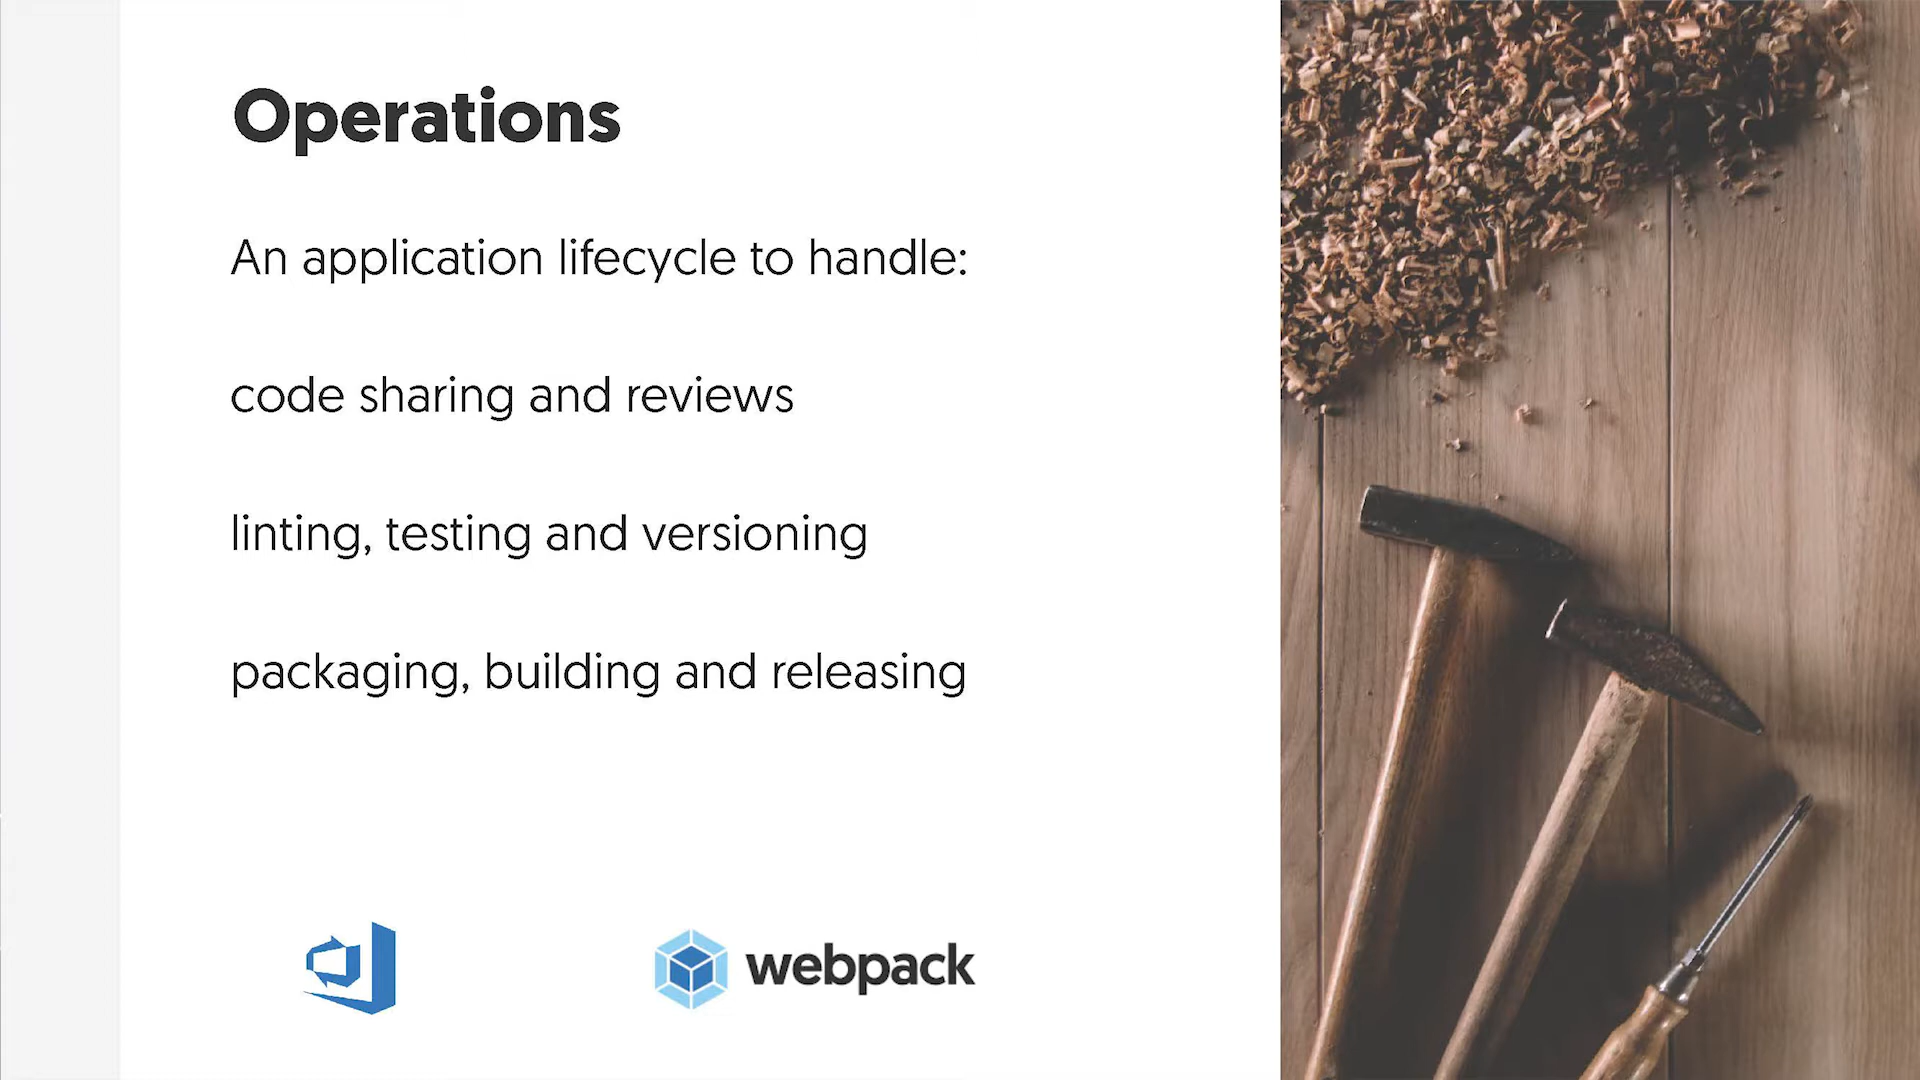 Operations
An application lifecycle to handle:
code sharing and reviews
linting, testing and versioning
packaging, building and releasing
webpack